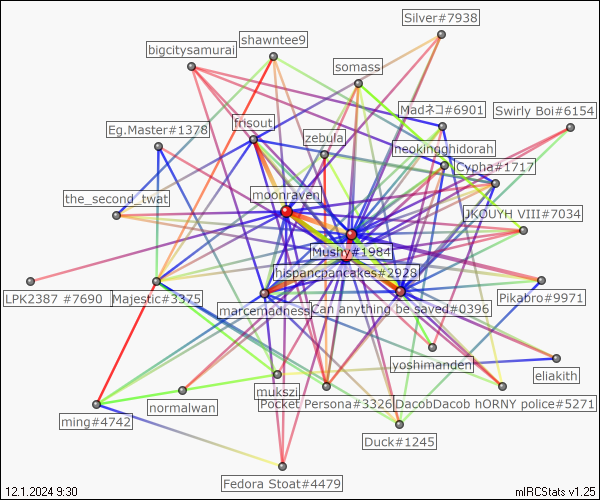 Silver#7938
shawntee9
bigcitysamurai
somass
Madネコ#6901
Swirly Boi#6154
frisout
Eg.Master#1378
zebula
heokingghidorah
Cypha#1717
moonraven
the_second_twat
JKOUYH VIII#7034
Mushy#1984
hispancpancakes#2928
LPK2387 #7690
Majestic#3375
Pikabro#9971
marcemadness
Can anything be saved#0396
yoshimanden
eliakith
mukszi
normalwan
Pocket Persona#3326
DacobDacob hORNY police#5271
ming#4742
Duck#1245
Fedora Stoat#4479
12.1.2024 9:30
mIRCStats v1.25